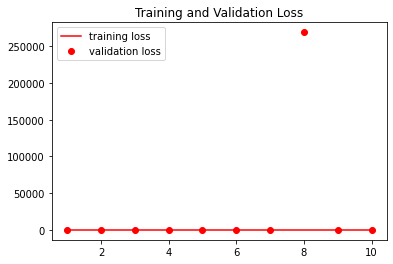 Training and Validation Loss
training loss
validation loss
250000
200000
150000
100000
50000
0
2 4 6 8 10